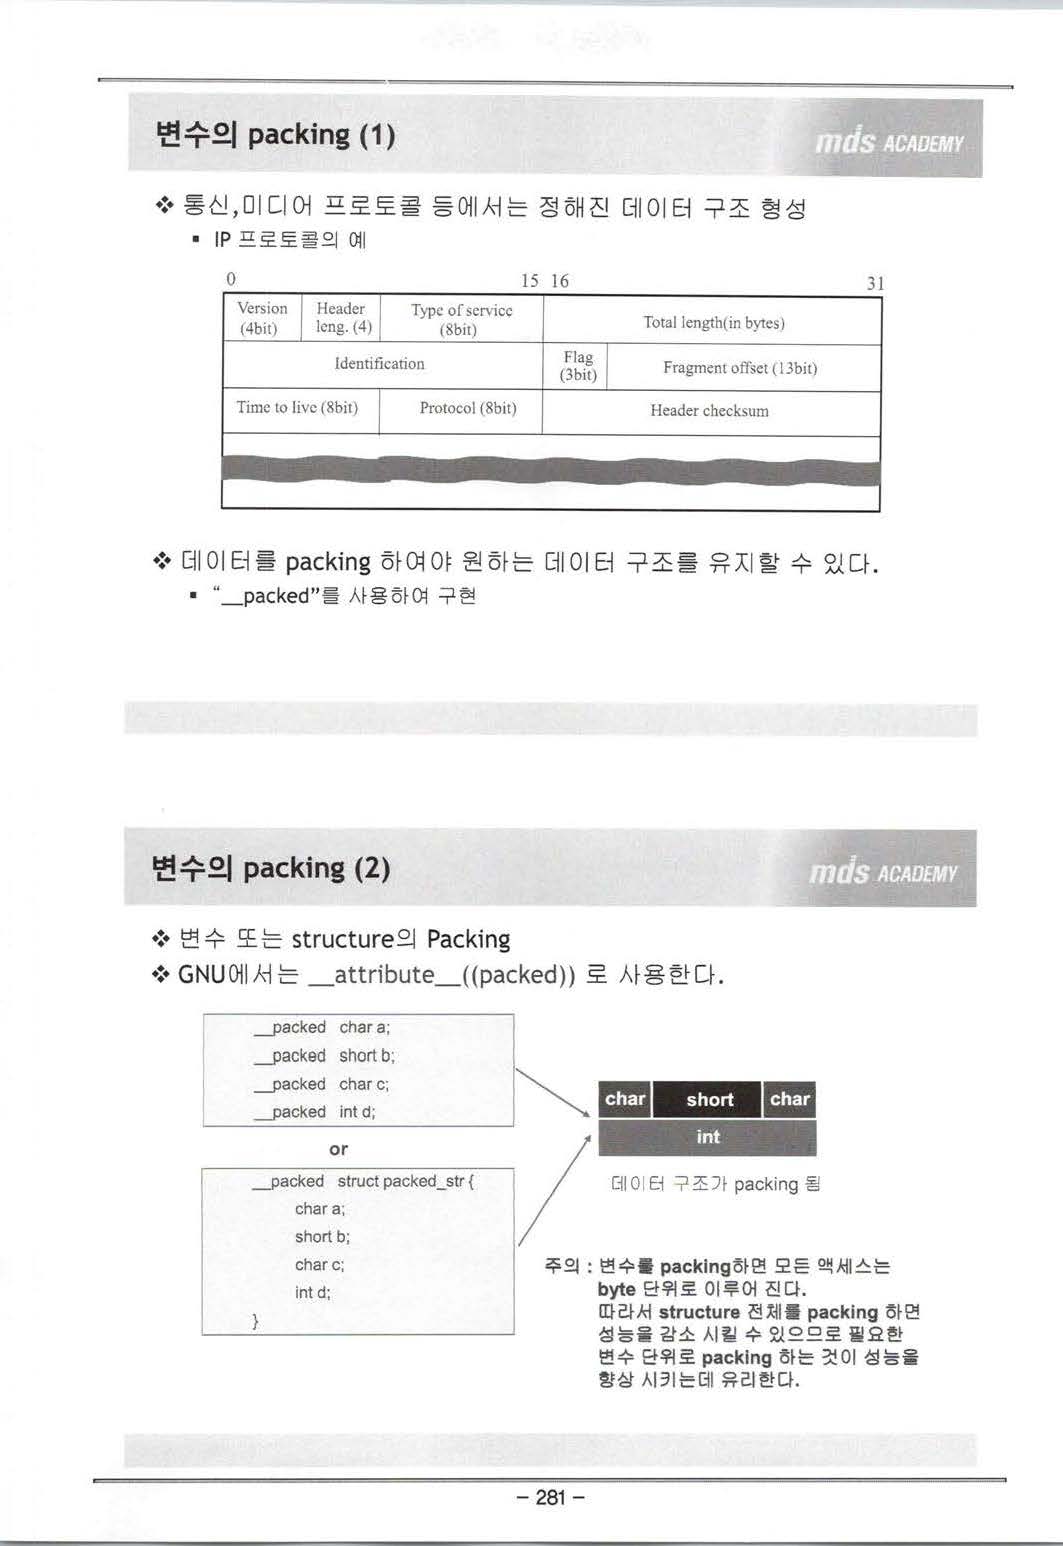 변수의 packing (1)
mds ACADEMY
❖ 통신,미디어 프로토콜 등에서는 정해진 데이터 구조 형성
▪ IP 프로토콜의 예
0 15 16 31
Version (4bit)
Header leng. (4)
Type of service (8bit)
Total length(in bytes)
Identification
Flag (3bit)
Fragment offset (13bit)
Time to live (8bit)
Protocol (8bit)
Header checksum
❖ 데이터를 packing 하여야 원하는 데이터 구조를 유지할 수 있다.
▪ “__packed”를 사용하여 구현
변수의 packing (2)
mds ACADEMY
❖ 변수 또는 structure의 Packing
❖ GNU에서는 __attribute__((packed)) 로 사용한다.
__packed char a;
__packed short b;
__packed char c;
__packed int d;
or
__packed struct packed_str {
char a;
short b;
char c;
int d;
}
char short char
int
데이터 구조가 packing 됨
주의 : 변수를 packing하면 모든 액세스는
byte 단위로 이루어 진다.
따라서 structure 전체를 packing 하면
성능을 감소 시킬 수 있으므로 필요한
변수 단위로 packing 하는 것이 성능을
향상 시키는데 유리한다.
– 281 –